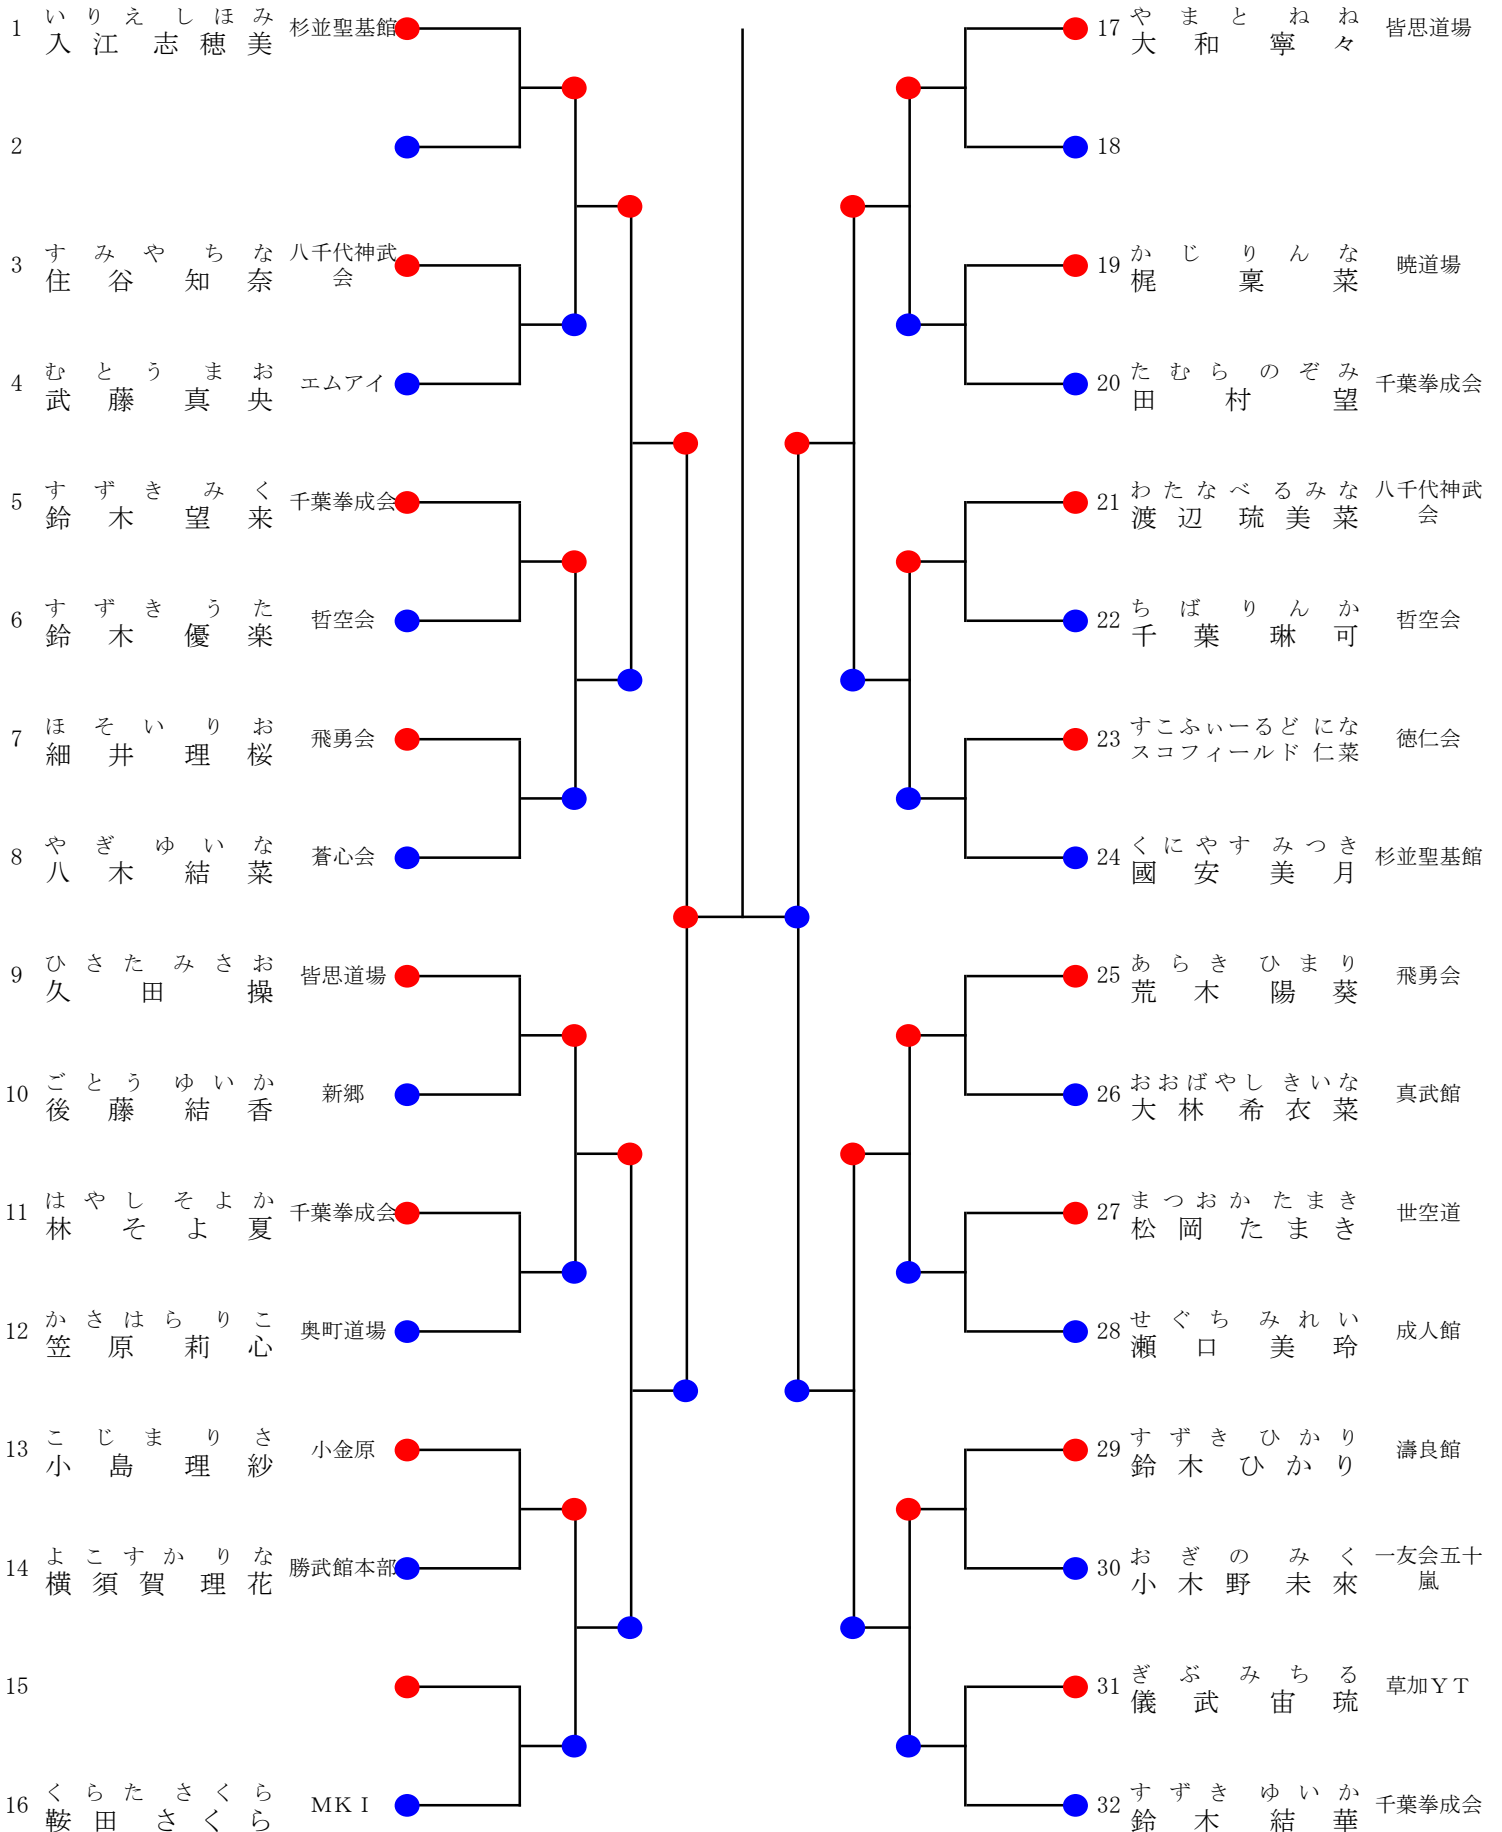 いりえ しほみ
1 入江 志穂美 杉並聖基館
2
すみや ちな
3 住谷 知奈 八千代神武会
むとう まお
4 武藤 真央 エムアイ
すずき みく
5 鈴木 望来 千葉拳成会
すずき うた
6 鈴木 優楽 哲空会
ほそい りお
7 細井 理桜 飛勇会
やぎ ゆいな
8 八木 結菜 蒼心会
ひさた みさお
9 久田 操 皆思道場
ごとう ゆいか
10 後藤 結香 新郷
はやし そよか
11 林 そよ夏 千葉拳成会
かさはら りこ
12 笠原 莉心 奥町道場
こじま りさ
13 小島 理紗 小金原
よこすか りな
14 横須賀 理花 勝武館本部
15
くらた さくら
16 鞍田 さくら MKI
やまと ねね
17 大和 寧々 皆思道場
18
かじ りんな
19 梶 稟菜 暁道場
たむら のぞみ
20 田村 望 千葉拳成会
わたなべ るみな
21 渡辺 琉美菜 八千代神武会
ちば りんか
22 千葉 琳可 哲空会
すこふぃーるど にな
23 スコフィールド 仁菜 徳仁会
くにやす みつき
24 國安 美月 杉並聖基館
あらき ひまり
25 荒木 陽葵 飛勇会
おおばやし きいな
26 大林 希衣菜 真武館
まつおか たまき
27 松岡 たまき 世空道
せぐち みれい
28 瀬口 美玲 成人館
すずき ひかり
29 鈴木 ひかり 濤良館
おぎの みく
30 小木野 未來 一友会五十嵐
ぎぶ みちる
31 儀武 宙琉 草加YT
すずき ゆいか
32 鈴木 結華 千葉拳成会